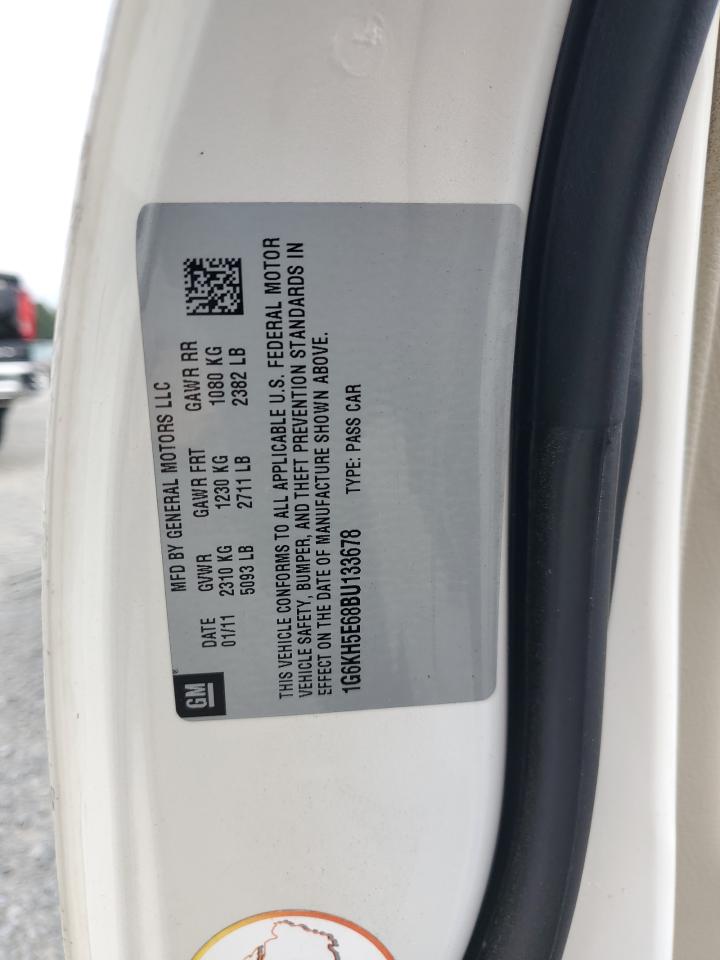 GM®
MFD BY GENERAL MOTORS LLC
DATE GVWR GAWR FRT GAWR RR
01/11 2310 KG 1230 KG 1080 KG
5093 LB 2711 LB 2382 LB
THIS VEHICLE CONFORMS TO ALL APPLICABLE U.S. FEDERAL MOTOR
VEHICLE SAFETY, BUMPER, AND THEFT PREVENTION STANDARDS IN
EFFECT ON THE DATE OF MANUFACTURE SHOWN ABOVE.
1G6KH5E68BU133678 TYPE: PASS CAR